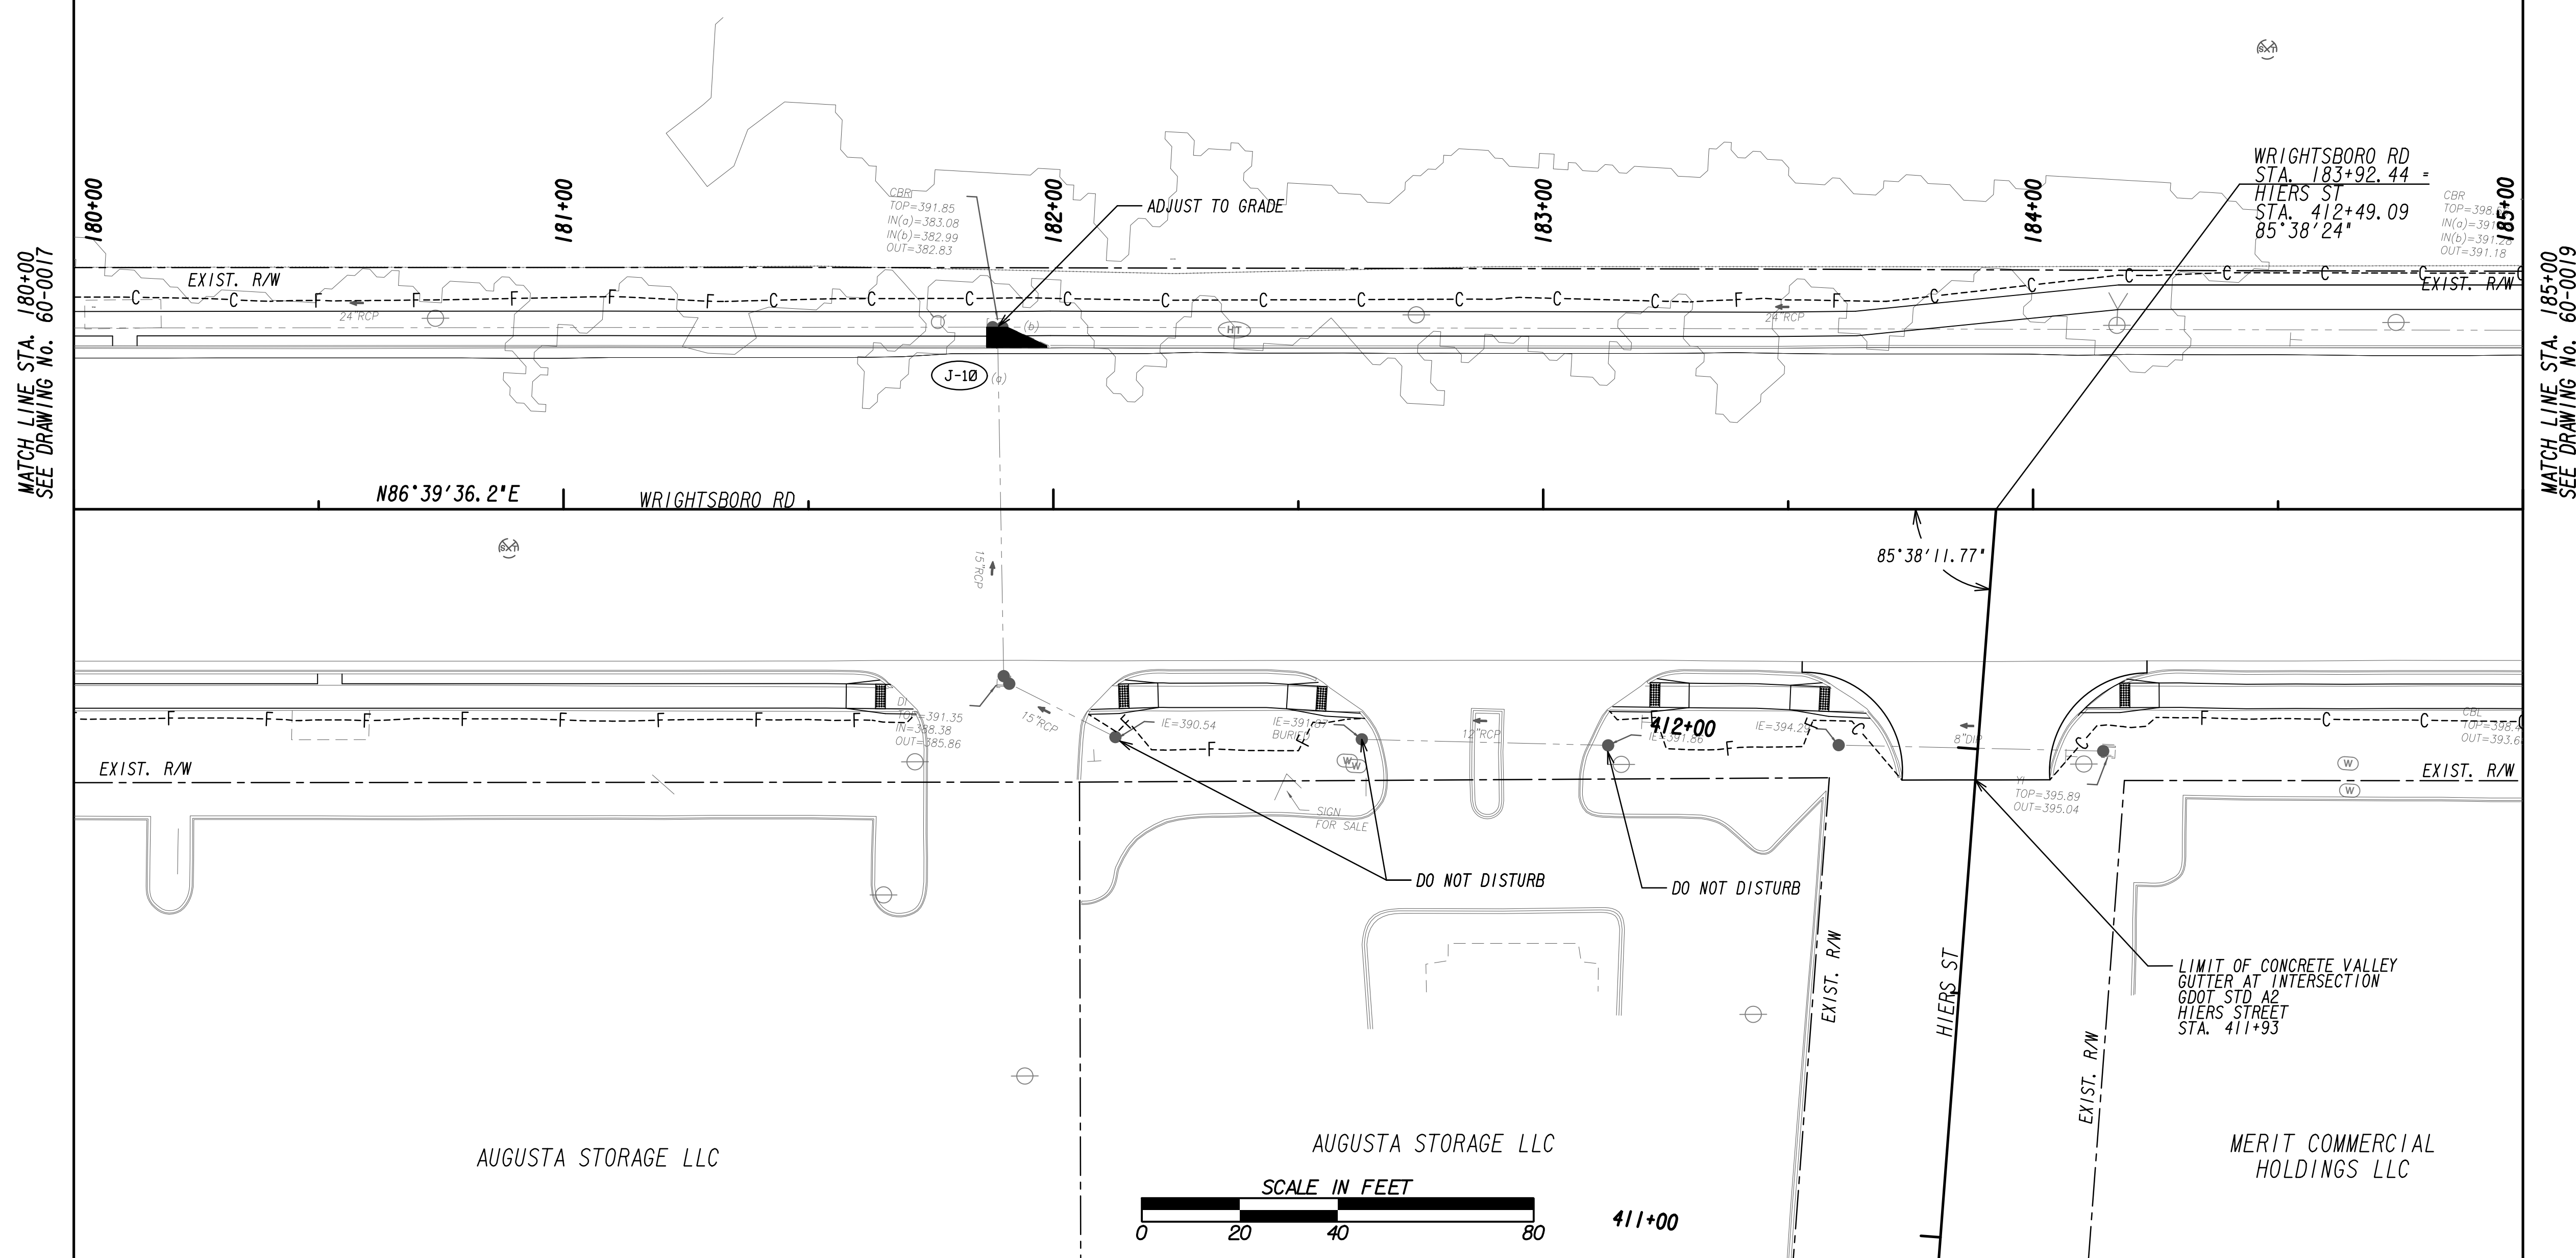 MATCH LINE STA. 180+00
SEE DRAWING No. 60-0017
180+00
181+00
182+00
183+00
184+00
185+00
MATCH LINE STA. 185+00
SEE DRAWING No. 60-0019
WRIGHTSBORO RD
STA. 183+92.44 =
HIERS ST
STA. 412+49.09
85°38'24"
CBR
TOP=391.85
IN(a)=383.08
IN(b)=382.99
OUT=382.83
ADJUST TO GRADE
CBR
OUT=391.18
EXIST. R/W
EXIST. R/W
C C F F F F F C C C C C C C C C C F F C C C C C C
24"RCP
(b)
HT
24"RCP
J-10
(a)
N86°39'36.2"E
WRIGHTSBORO RD
15"RCP
85°38'11.77"
DI
TOP=391.35
IN=388.38
OUT=385.86
15"RCP
IE=390.54
BURIED
12"RCP
412+00
IE=391.86
8"DIP
YI
TOP=395.89
OUT=395.04
CBL
F F F F F F F F
F F F
F F F C
C F C C C
EXIST. R/W
EXIST. R/W
W
W
W
W
SIGN
FOR SALE
DO NOT DISTURB
DO NOT DISTURB
EXIST. R/W
HIERS ST
EXIST. R/W
LIMIT OF CONCRETE VALLEY
GUTTER AT INTERSECTION
GDOT STD A2
HIERS STREET
STA. 411+93
AUGUSTA STORAGE LLC
AUGUSTA STORAGE LLC
MERIT COMMERCIAL
HOLDINGS LLC
SCALE IN FEET
0 20 40 80
411+00